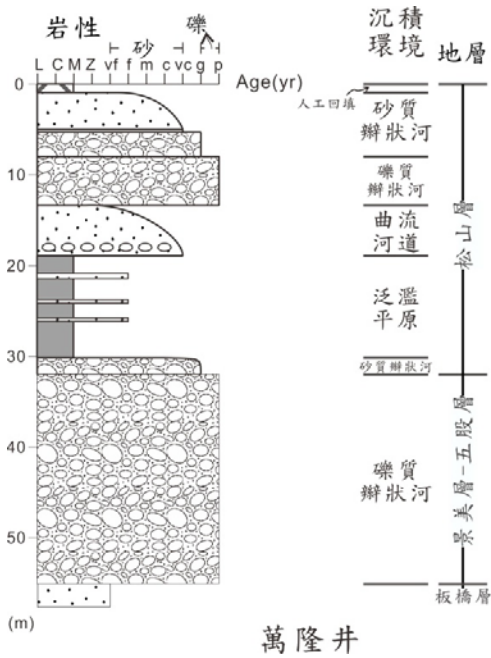 岩性
礫
砂
L C M Z vf f m c vc g p
沉積
環境
地層
Age(yr)
0
10
20
30
40
50
(m)
人工回填
砂質
辮狀河
礫質
辮狀河
曲流
河道
泛濫
平原
砂質辮狀河
礫質
辮狀河
松山層
景美層-五股層
板橋層
萬隆井